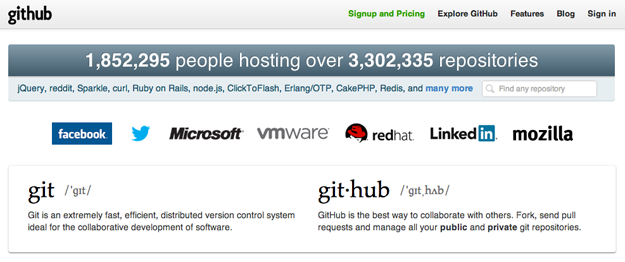 github
Signup and Pricing Explore GitHub Features Blog Sign in
1,852,295 people hosting over 3,302,335 repositories
jQuery, reddit, Sparkle, curl, Ruby on Rails, node.js, ClickToFlash, Erlang/OTP, CakePHP, Redis, and many more
Find any repository
facebook Microsoft vmware redhat Linked in mozilla
git /ˈgɪt/
Git is an extremely fast, efficient, distributed version control system
ideal for the collaborative development of software.
git·hub /ˈgɪtˌhʌb/
GitHub is the best way to collaborate with others. Fork, send pull
requests and manage all your public and private git repositories.